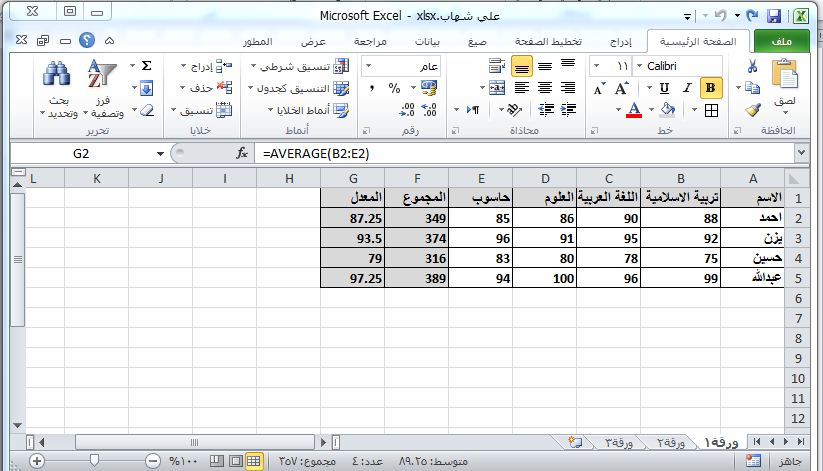 علي شهاب.xlsx - Microsoft Excel
ملف الصفحة الرئيسية إدراج تخطيط الصفحة صيغ بيانات مراجعة عرض المطور
لصق
Calibri ١١
B I U
A A
عام
% ,
تنسيق شرطي
التنسيق كجدول
أنماط الخلايا
إدراج
حذف
تنسيق
Σ
فرز وتصفية
بحث وتحديد
الحافظة خط محاذاة رقم أنماط خلايا تحرير
G2 fx =AVERAGE(B2:E2)
A B C D E F G H I J K L
1 الاسم تربية الاسلامية اللغة العربية العلوم حاسوب المجموع المعدل
2 احمد 88 90 86 85 349 87.25
3 يزن 92 95 91 96 374 93.5
4 حسين 75 78 80 83 316 79
5 عبدالله 99 96 100 94 389 97.25
6
7
8
9
10
11
12
ورقة١ ورقة٢ ورقة٣
جاهز متوسط: ٨٩.٢٥ عدد: ٤ مجموع: ٣٥٧ ١٠٠%